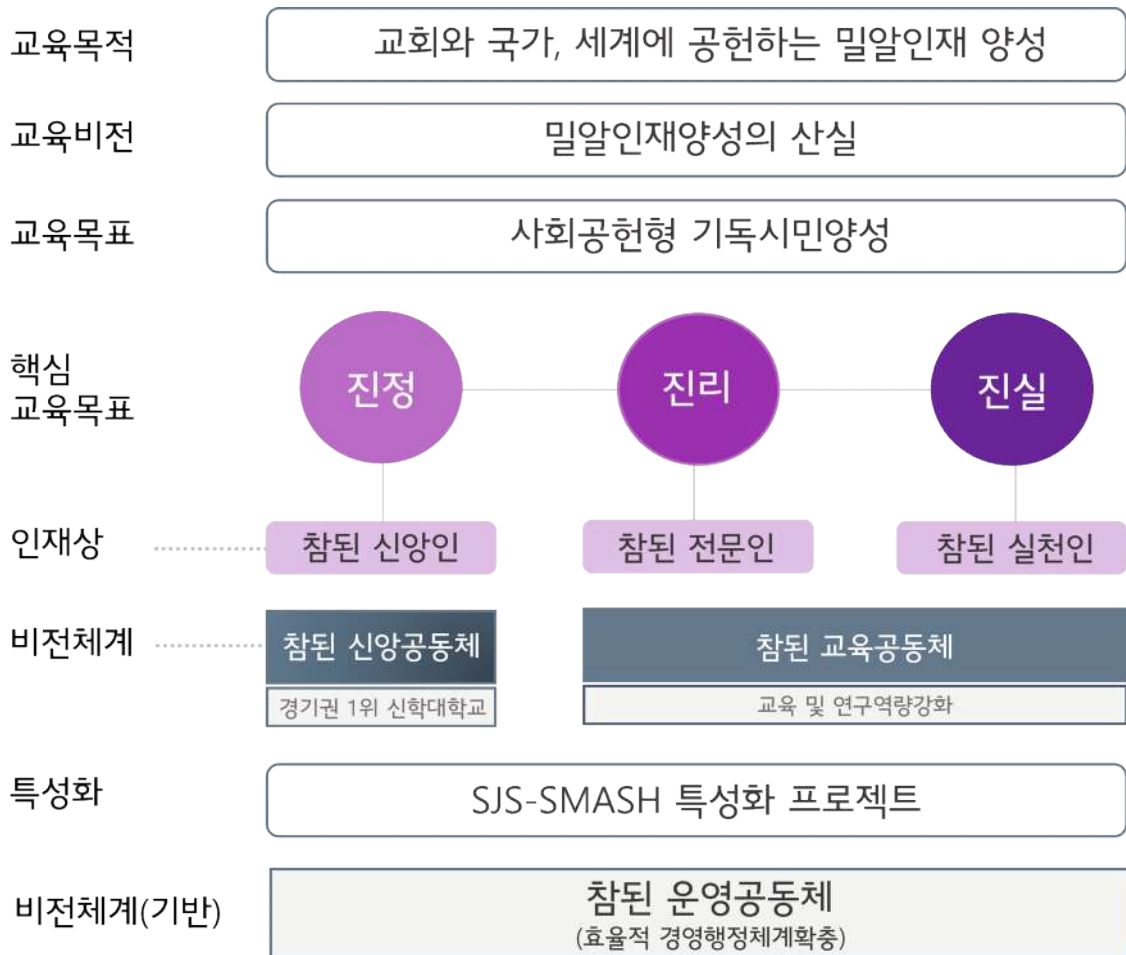 교육목적
교회와 국가, 세계에 공헌하는 밀알인재 양성
교육비전
밀알인재양성의 산실
교육목표
사회공헌형 기독시민양성
핵심
교육목표
진정
진리
진실
인재상
참된 신앙인
참된 전문인
참된 실천인
비전체계
참된 신앙공동체
참된 교육공동체
경기권 1위 신학대학교
교육 및 연구역량강화
특성화
SJS-SMASH 특성화 프로젝트
비전체계(기반)
참된 운영공동체
(효율적 경영행정체계확충)